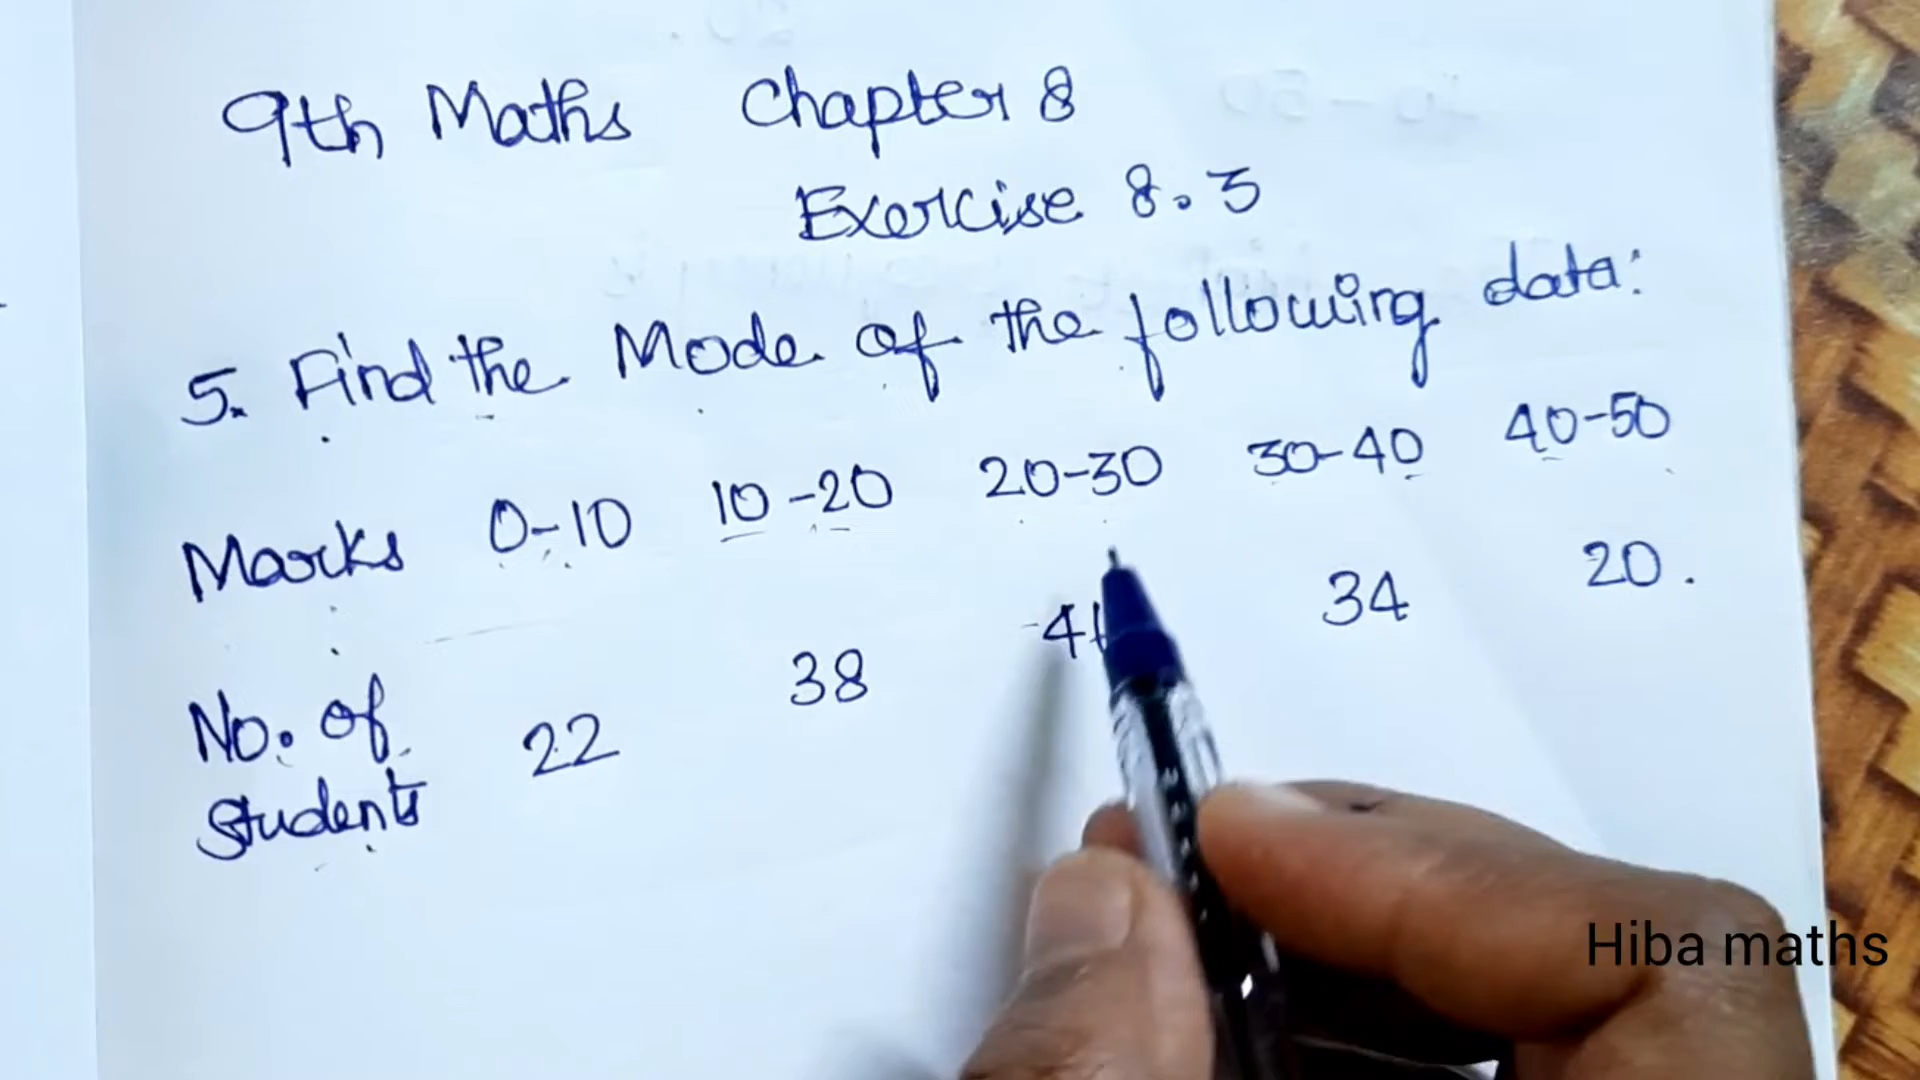 9th Maths Chapter 8
Exercise 8.3
5. Find the Mode of the following data:
Marks 0-10 10-20 20-30 30-40 40-50
No. of Students 22 38 34 20.
Hiba maths